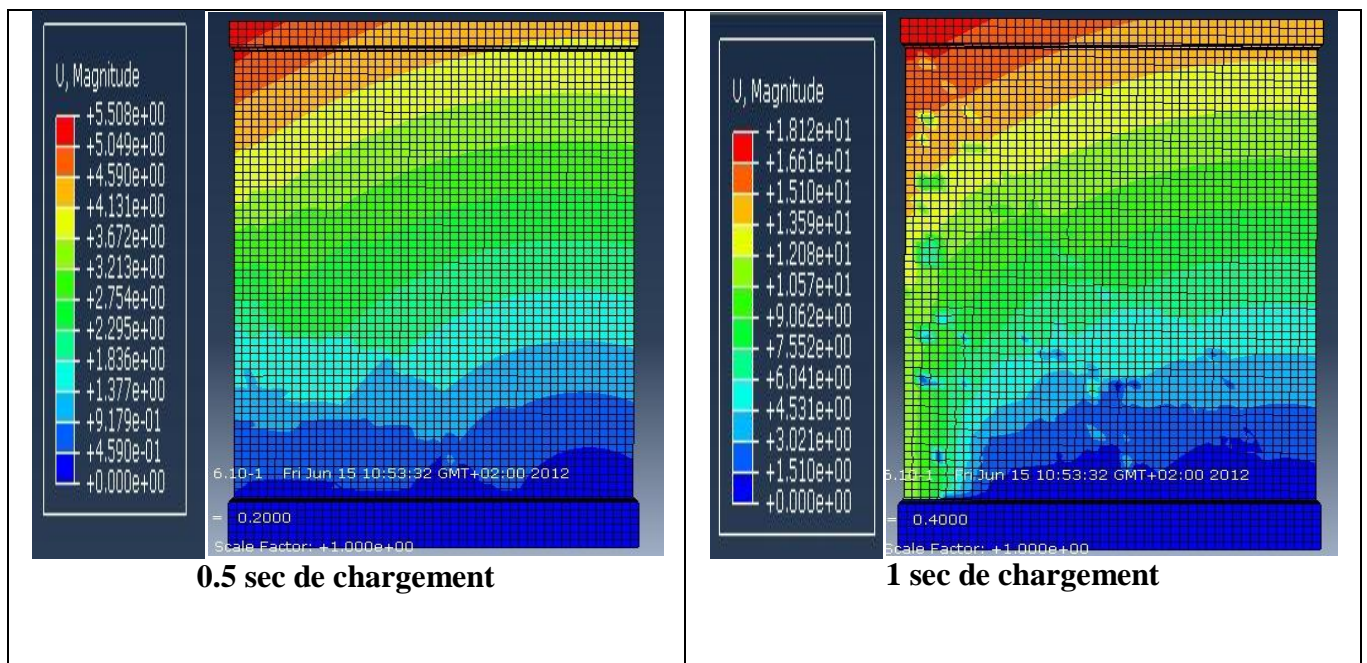 U, Magnitude
+5.508e+00
+5.049e+00
+4.590e+00
+4.131e+00
+3.672e+00
+3.213e+00
+2.754e+00
+2.295e+00
+1.836e+00
+1.377e+00
+9.179e-01
+4.590e-01
+0.000e+00
6.10-1 Fri Jun 15 10:53:32 GMT+02:00 2012
= 0.2000
Scale Factor: +1.000e+00
0.5 sec de chargement
U, Magnitude
+1.812e+01
+1.661e+01
+1.510e+01
+1.359e+01
+1.208e+01
+1.057e+01
+9.062e+00
+7.552e+00
+6.041e+00
+4.531e+00
+3.021e+00
+1.510e+00
+0.000e+00
6.10-1 Fri Jun 15 10:53:32 GMT+02:00 2012
= 0.4000
Scale Factor: +1.000e+00
1 sec de chargement